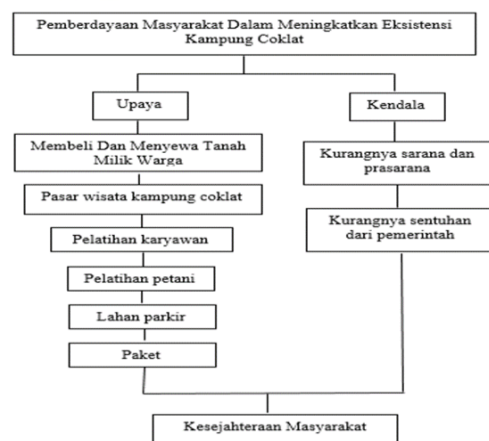 Pemberdayaan Masyarakat Dalam Meningkatkan Eksistensi
Kampung Coklat
Upaya
Membeli Dan Menyewa Tanah
Milik Warga
Pasar wisata kampung coklat
Pelatihan karyawan
Pelatihan petani
Lahan parkir
Paket
Kendala
Kurangnya sarana dan
prasarana
Kurangnya sentuhan
dari pemerintah
Kesejahteraan Masyarakat